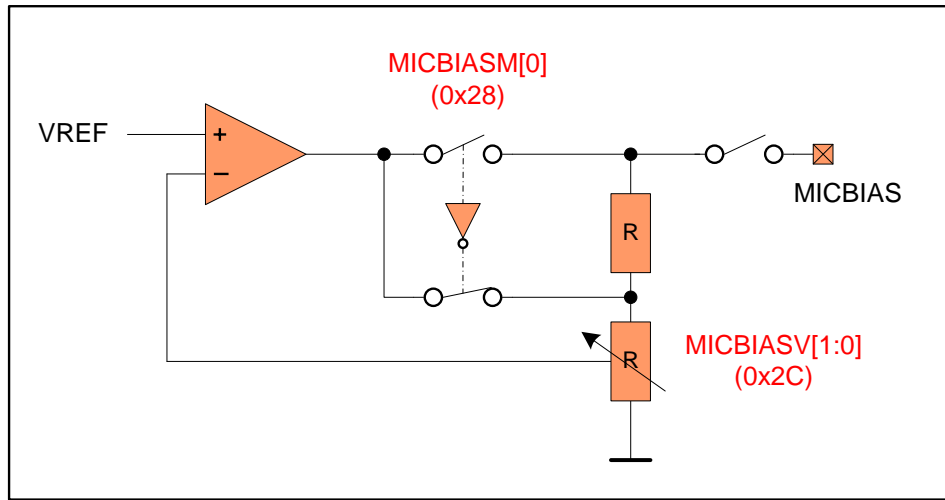 MICBIASM[0]
(0x28)
VREF
+
−
MICBIAS
R
R
MICBIASV[1:0]
(0x2C)